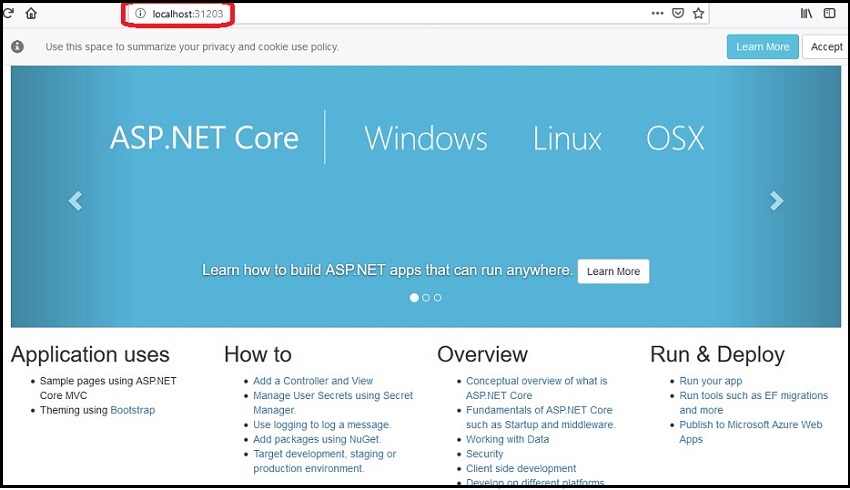 localhost:31203
Use this space to summarize your privacy and cookie use policy.
Learn More
Accept
ASP.NET Core
Windows
Linux
OSX
Learn how to build ASP.NET apps that can run anywhere.
Learn More
Application uses
Sample pages using ASP.NET
Core MVC
Theming using Bootstrap
How to
Add a Controller and View
Manage User Secrets using Secret
Manager.
Use logging to log a message.
Add packages using NuGet.
Target development, staging or
production environment.
Overview
Conceptual overview of what is
ASP.NET Core
Fundamentals of ASP.NET Core
such as Startup and middleware.
Working with Data
Security
Client side development
Develop on different platforms
Run & Deploy
Run your app
Run tools such as EF migrations
and more
Publish to Microsoft Azure Web
Apps